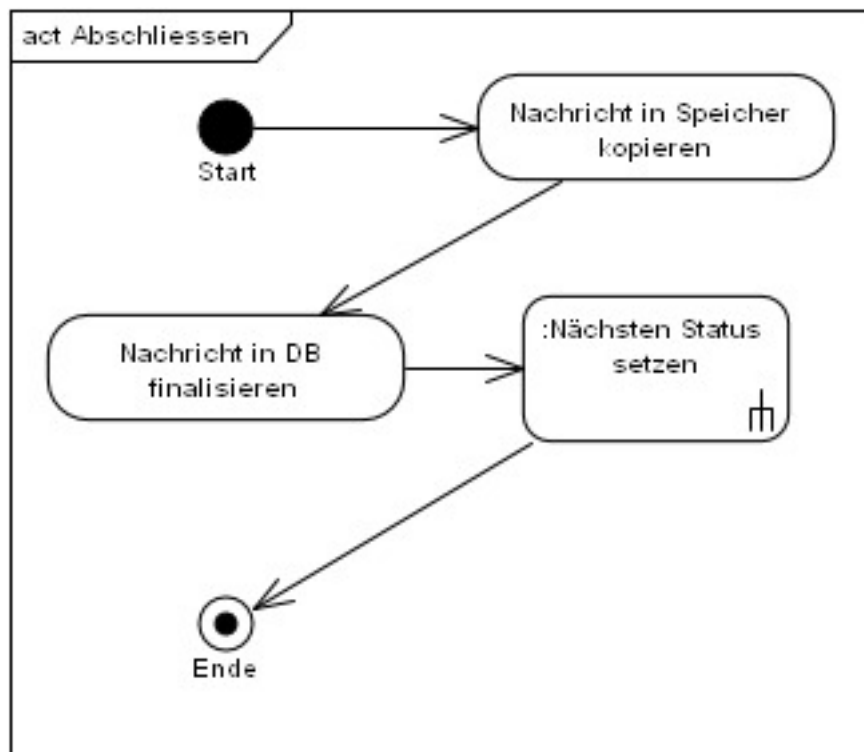 act Abschliessen
Nachricht in Speicher
kopieren
Start
Nachricht in DB
finalisieren
:Nächsten Status
setzen
Ende